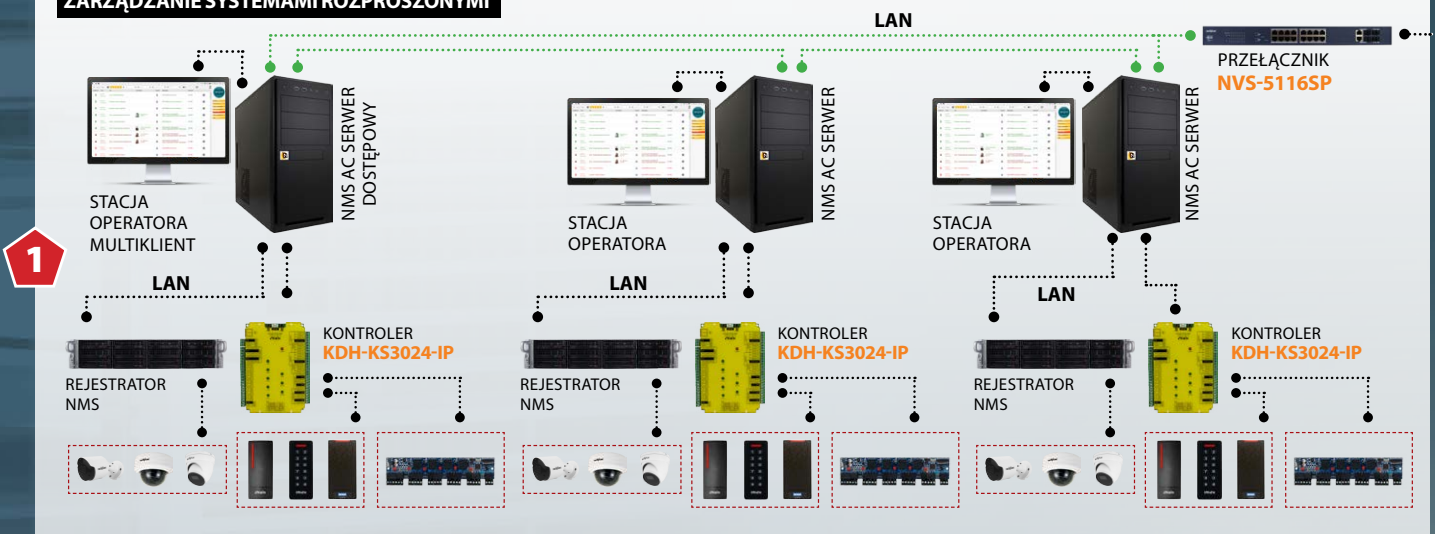 ZARZĄDZANIE SYSTEMAMI ROZPROSZONYMI
LAN
PRZEŁĄCZNIK
NVS-5116SP
NMS AC SERWER
DOSTĘPOWY
NMS AC SERWER
NMS AC SERWER
STACJA
OPERATORA
MULTIKLIENT
STACJA
OPERATORA
STACJA
OPERATORA
1
LAN
LAN
LAN
KONTROLER
KDH-KS3024-IP
KONTROLER
KDH-KS3024-IP
KONTROLER
KDH-KS3024-IP
REJESTRATOR
NMS
REJESTRATOR
NMS
REJESTRATOR
NMS